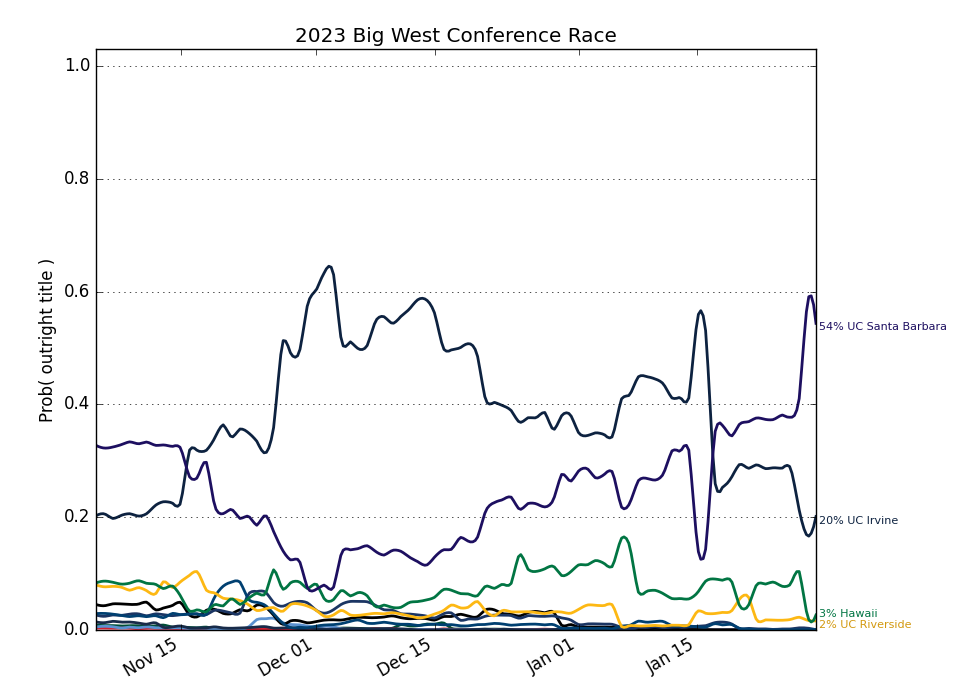 2023 Big West Conference Race
Prob( outright title )
1.0
0.8
0.6
0.4
0.2
0.0
54% UC Santa Barbara
20% UC Irvine
3% Hawaii
2% UC Riverside
Nov 15
Dec 01
Dec 15
Jan 01
Jan 15